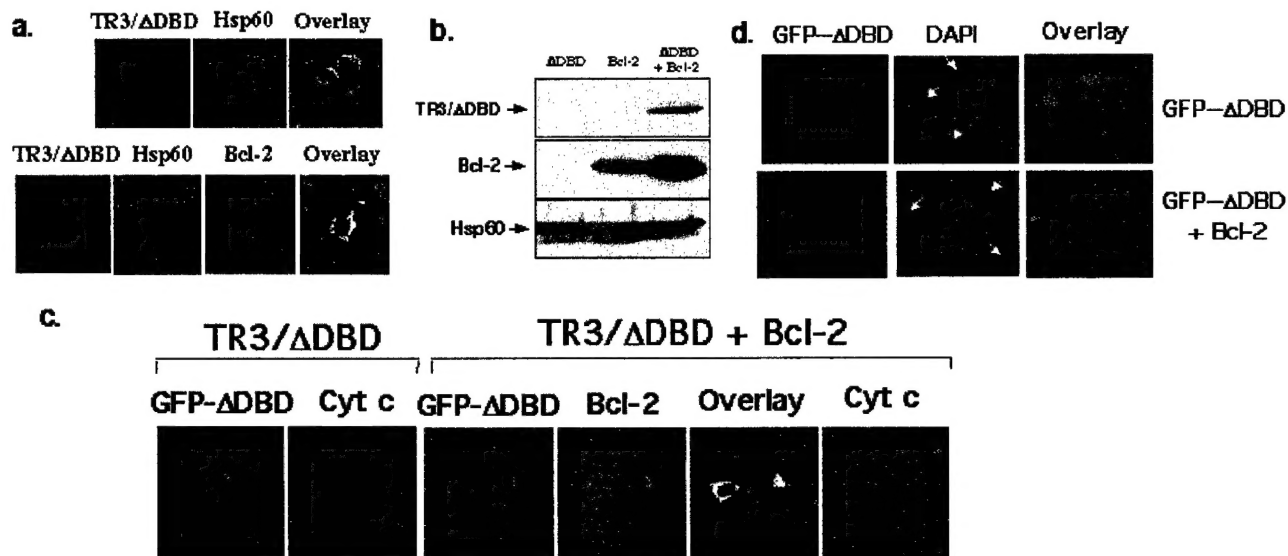 a.
TR3/ΔDBD Hsp60 Overlay
TR3/ΔDBD Hsp60 Bcl-2 Overlay
b.
ΔDBD Bcl-2 ΔDBD + Bcl-2
TR3/ΔDBD
Bcl-2
Hsp60
d.
GFP–ΔDBD DAPI Overlay
GFP–ΔDBD
GFP–ΔDBD
+ Bcl-2
c.
TR3/ΔDBD TR3/ΔDBD + Bcl-2
GFP-ΔDBD Cyt c GFP-ΔDBD Bcl-2 Overlay Cyt c